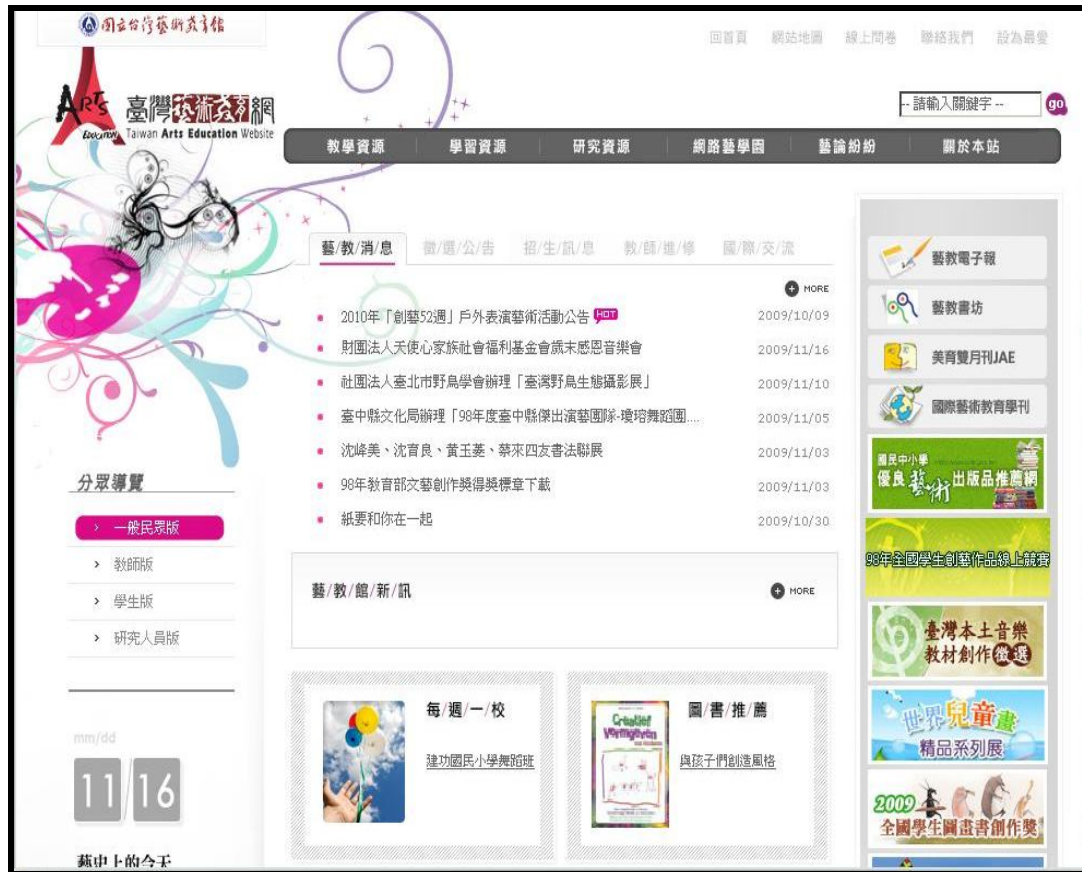 國立台灣藝術教育館
回首頁 網站地圖 線上問卷 聯絡我們 設為最愛
ARTS
EDUCATION
臺灣藝術教育網
Taiwan Arts Education Website
-- 請輸入關鍵字 --
go
教學資源 學習資源 研究資源 網路藝學園 藝論紛紛 關於本站
藝/教/消/息 徵/選/公/告 招/生/訊/息 教/師/進/修 國/際/交/流
MORE
2010年「創藝52週」戶外表演藝術活動公告 HOT 2009/10/09
財團法人天使心家族社會福利基金會歲末感恩音樂會 2009/11/16
社團法人臺北市野鳥學會辦理「臺灣野鳥生態攝影展」 2009/11/10
臺中縣文化局辦理「98年度臺中縣傑出演藝團隊-瓊瑢舞蹈團.... 2009/11/05
沈峰美、沈育良、黃玉菱、蔡來四友書法聯展 2009/11/03
98年教育部文藝創作獎得獎標章下載 2009/11/03
紙要和你在一起 2009/10/30
分眾導覽
一般民眾版
教師版
學生版
研究人員版
藝/教/館/新/訊 MORE
每/週/一/校
建功國民小學舞蹈班
圖/書/推/薦
Creatief
Vormgeven
與孩子們創造風格
mm/dd
11/16
藝史上的今天
藝教電子報
藝教書坊
美育雙月刊JAE
國際藝術教育學刊
國民中小學
優良藝術出版品推薦網
98年全國學生創藝作品線上競賽
臺灣本土音樂
教材創作徵選
世界兒童畫
精品系列展
2009
全國學生圖畫書創作獎